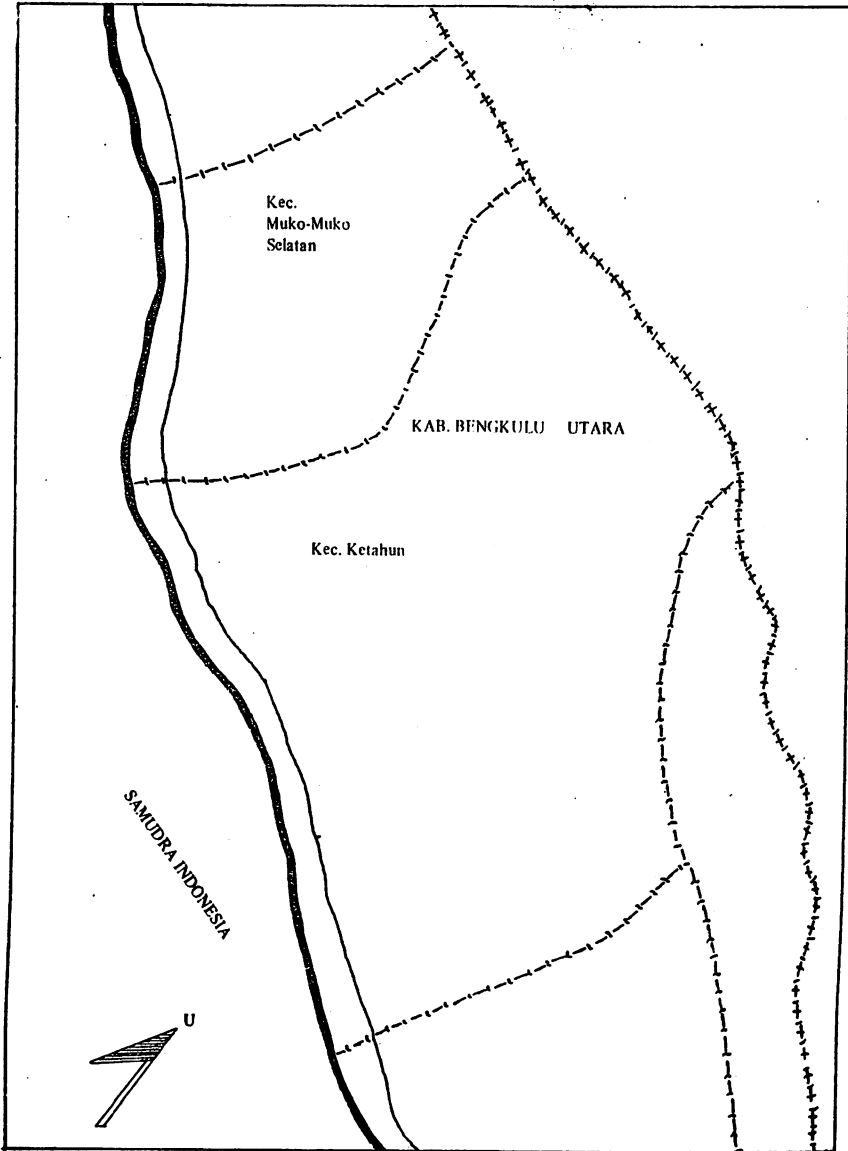 Kec.
Muko-Muko
Selatan
KAB. BENGKULU UTARA
Kec. Ketahun
SAMUDRA INDONESIA
U